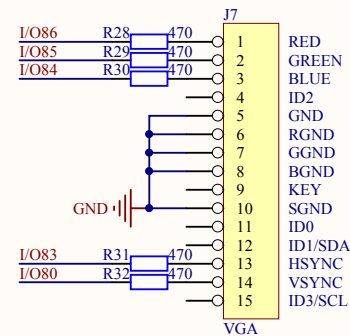 J7
I/O86 R28 470 1 RED
I/O85 R29 470 2 GREEN
I/O84 R30 470 3 BLUE
4 ID2
5 GND
6 RGND
7 GGND
8 BGND
9 KEY
GND 10 SGND
11 ID0
12 ID1/SDA
I/O83 R31 470 13 HSYNC
I/O80 R32 470 14 VSYNC
15 ID3/SCL
VGA